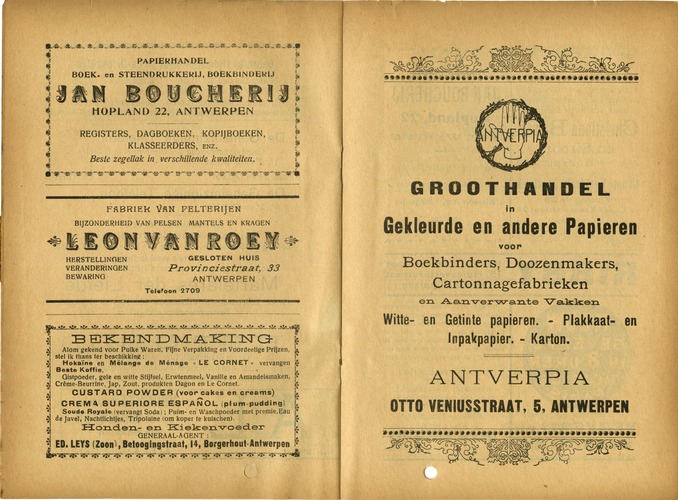 PAPIERHANDEL
BOEK- en STEENDRUKKERIJ, BOEKBINDERIJ
JAN BOUCHERIJ
HOPLAND 22, ANTWERPEN
REGISTERS, DAGBOEKEN, KOPIJBOEKEN,
KLASSEERDERS, ENZ.
Beste zegellak in verschillende kwaliteiten.
FABRIEK VAN PELTERIJEN
BIJZONDERHEID VAN PELSEN MANTELS EN KRAGEN
LEON VAN ROEY
HERSTELLINGEN GESLOTEN HUIS
VERANDERINGEN Provinciestraat, 33
BEWARING ANTWERPEN
Telefoon 2709
BEKENDMAKING
Alom gekend voor Puike Waren, Fijne Verpakking en Voordeelige Prijzen,
stel ik thans ter beschikking:
Hokaïne en Mélange de Ménage « LE CORNET » vervangen
Beste Koffie.
Gistpoeder, gele en witte Stijfsel, Erwtenmeel, Vanille en Amandelsmaken,
Crême-Beurrine, Jap, Zout, produkten Dagon en Le Cornet.
CUSTARD POWDER (voor cakes en creams)
CREMA SUPERIORE ESPAÑOL (plum-pudding)
Soude Royale (vervangt Soda); Puim- en Waschpoeder met premie, Eau
de Javel, Nachtlichtjes, Tripoline (om koper te kuischen).
Honden- en Kiekenvoeder
GENERAAL-AGENT:
ED. LEYS (Zoon), Betoogingstraat, 14, Borgerhout-Antwerpen
ANTVERPIA
GROOTHANDEL
in
Gekleurde en andere Papieren
voor
Boekbinders, Doozenmakers,
Cartonnagefabrieken
en Aanverwante Vakken
Witte- en Getinte papieren. - Plakkaat- en
Inpakpapier. - Karton.
ANTVERPIA
OTTO VENIUSSTRAAT, 5, ANTWERPEN